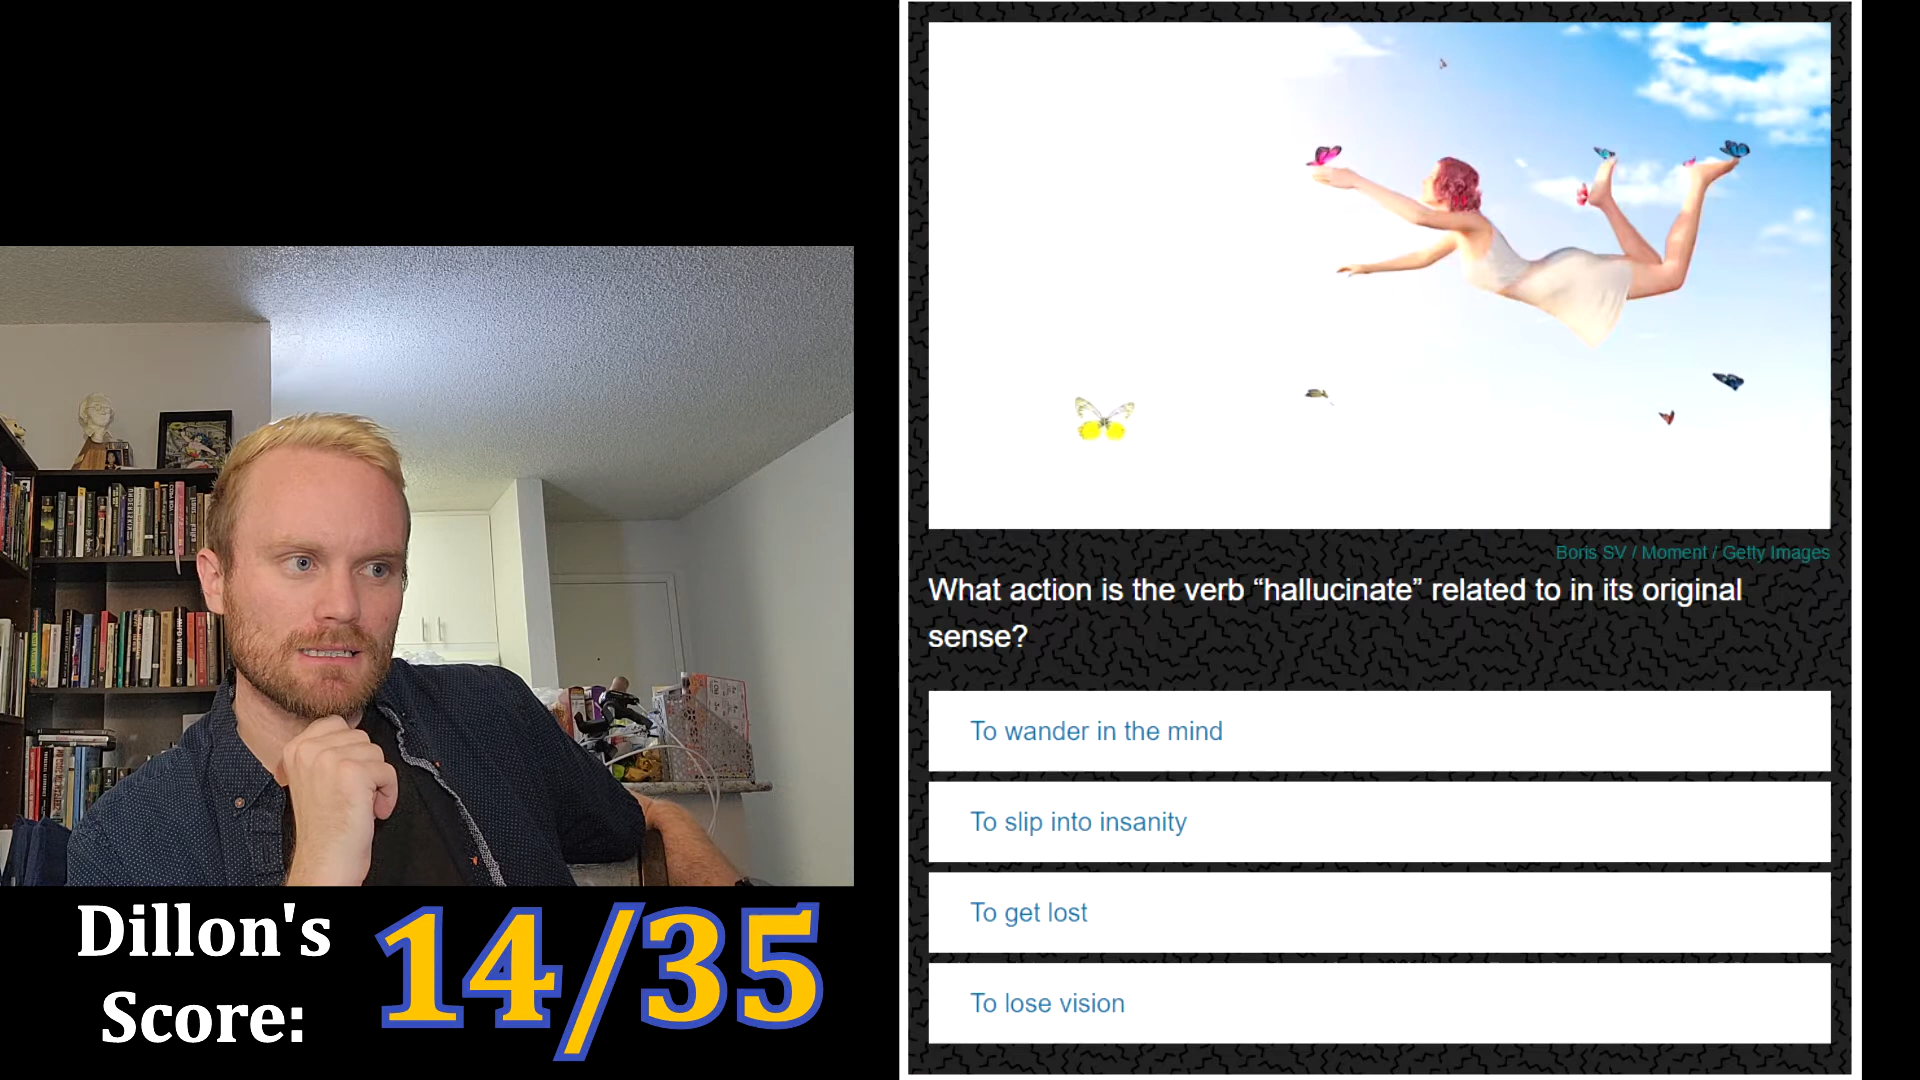 Boris SV / Moment / Getty Images
What action is the verb “hallucinate” related to in its original
sense?
To wander in the mind
To slip into insanity
To get lost
To lose vision
Dillon's
Score:
14/35